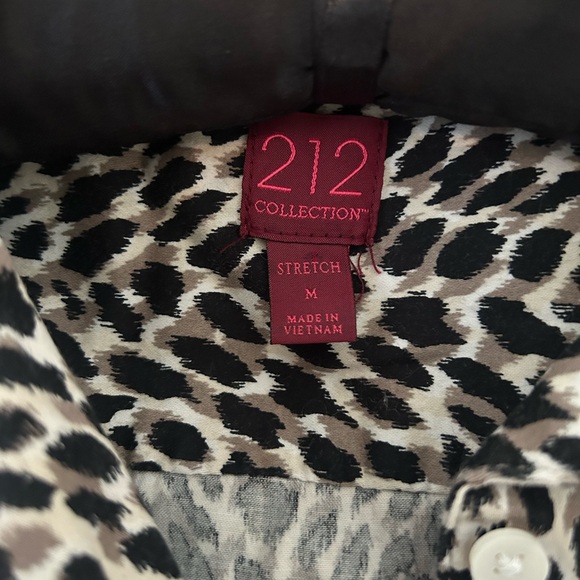 212
COLLECTION™
STRETCH
M
MADE IN
VIETNAM